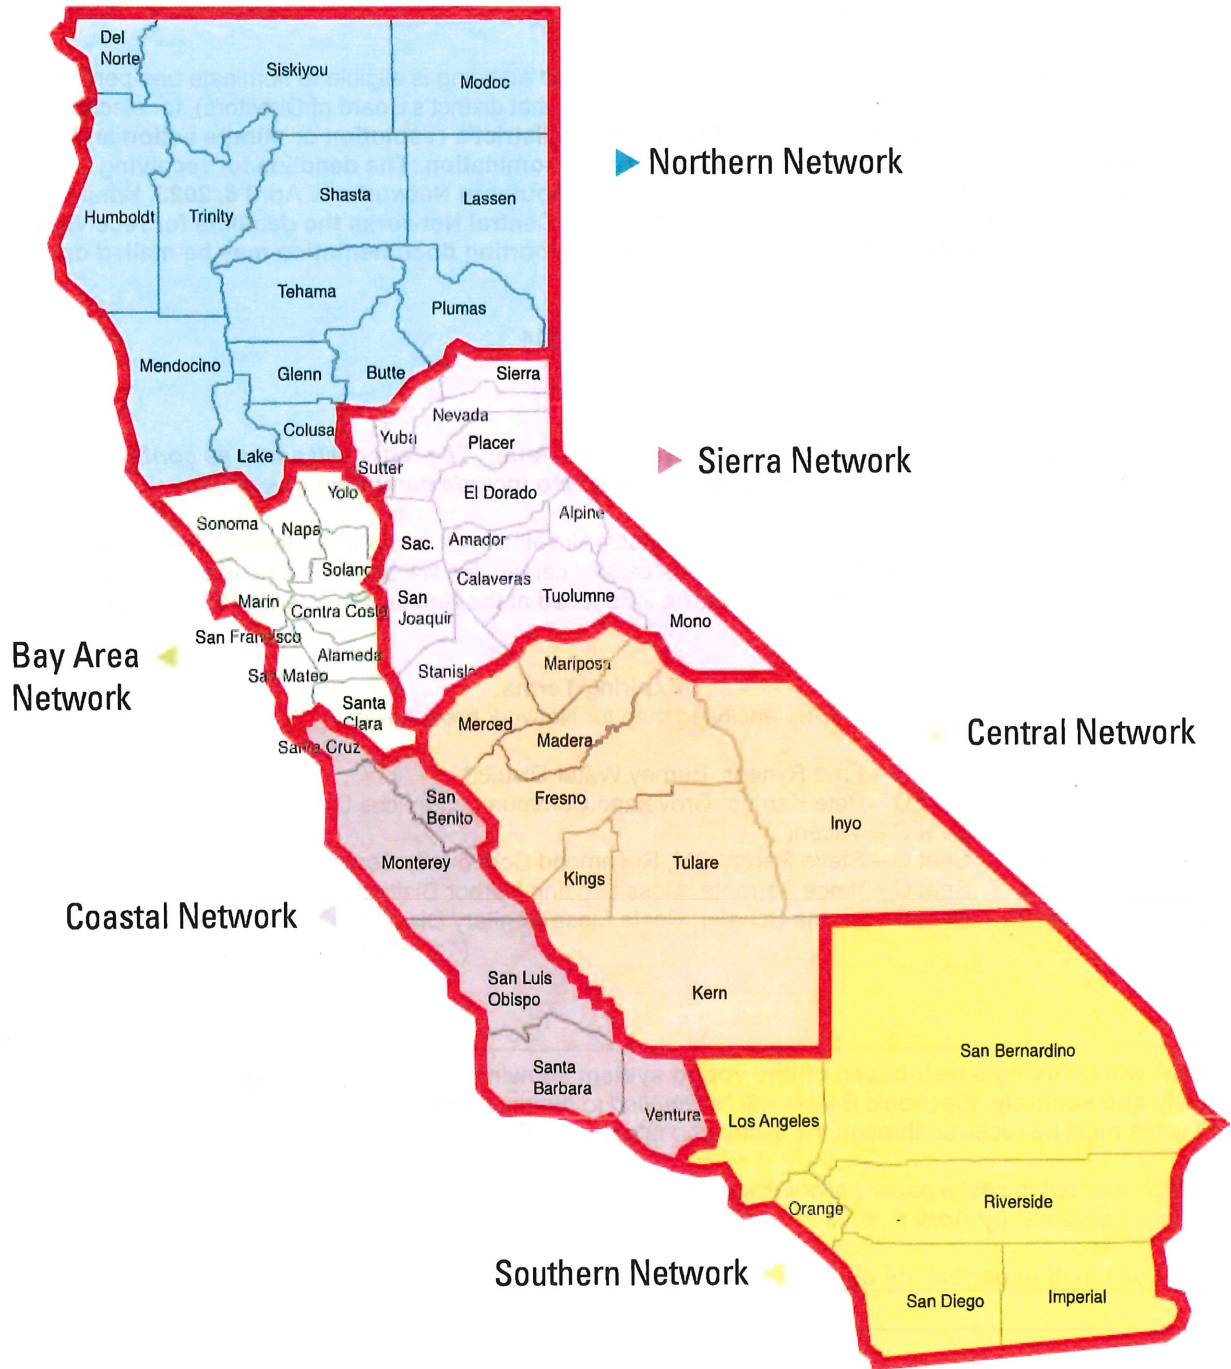 Del
Norte
Siskiyou
Modoc
Northern Network
Humboldt
Trinity
Shasta
Lassen
Tehama
Plumas
Mendocino
Glenn
Butte
Sierra
Colusa
Lake
Nevada
Yuba
Placer
Sutter
Sierra Network
Yolo
El Dorado
Sonoma
Napa
Alpine
Sac.
Amador
Solano
Calaveras
Marin
Contra Costa
San
Joaquin
Tuolumne
Mono
San Francisco
Bay Area
Network
Alameda
San Mateo
Stanisla
Mariposa
Santa
Clara
Merced
Madera
Central Network
Santa Cruz
San
Benito
Fresno
Inyo
Monterey
Kings
Tulare
Coastal Network
San Luis
Obispo
Kern
San Bernardino
Santa
Barbara
Ventura
Los Angeles
Riverside
Orange
Southern Network
San Diego
Imperial